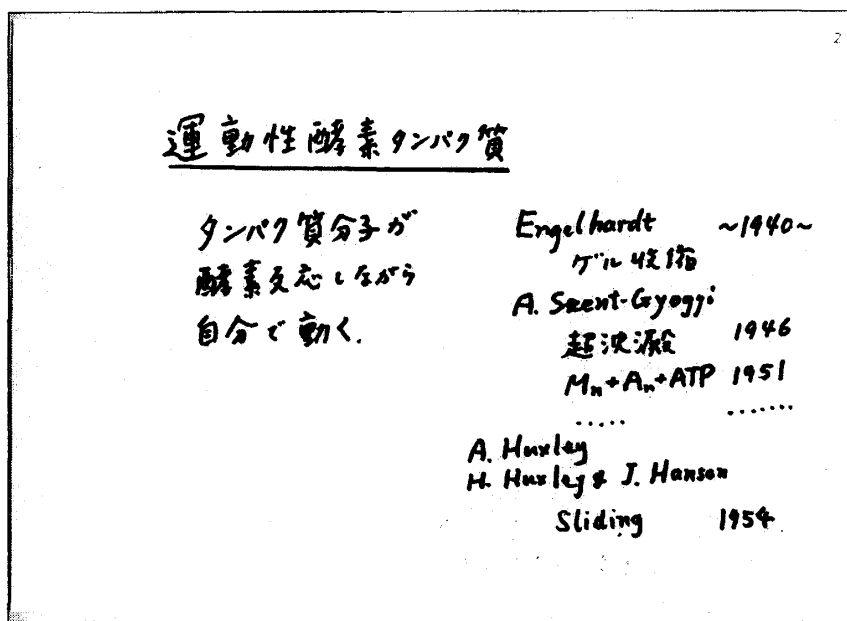 2
運動性酵素タンパク質
タンパク質分子が
酵素反応しながら
自分で動く.
Engelhardt ~1940~
ゲル収縮
A. Szent-Gyoggi
超沈澱 1946
Mn+An+ATP 1951
..... .......
A. Huxley
H. Huxley & J. Hanson
Sliding 1954